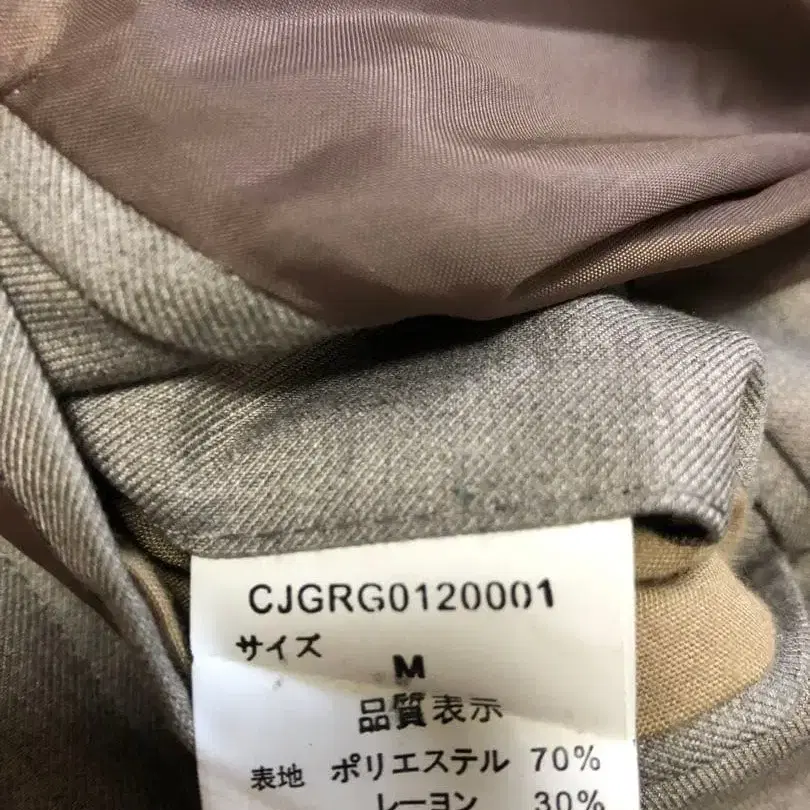 CJGRG0120001
サイズ
M
品質表示
表地 ポリエステル 70%
レーヨン 30%